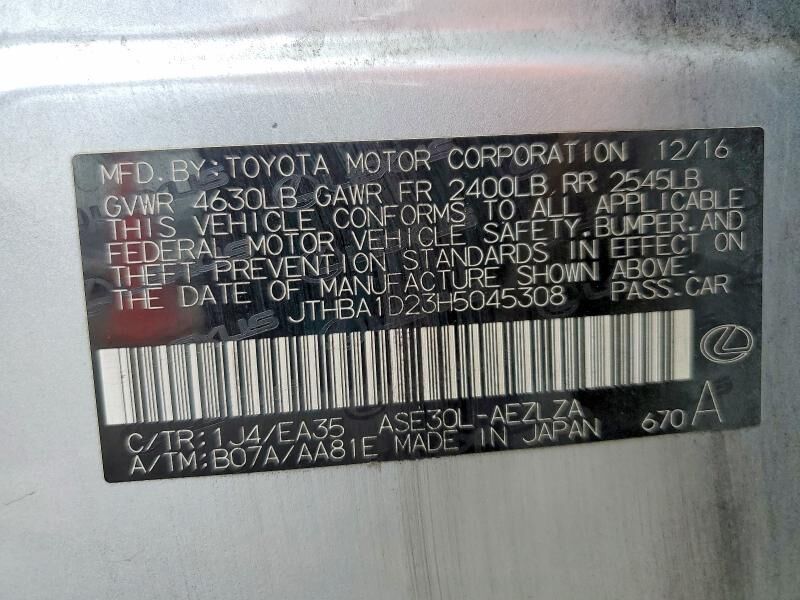 MFD. BY: TOYOTA MOTOR CORPORATION 12/16
GVWR 4630LB GAWR FR 2400LB RR 2545LB
THIS VEHICLE CONFORMS TO ALL APPLICABLE
FEDERAL MOTOR VEHICLE SAFETY, BUMPER, AND
THEFT PREVENTION STANDARDS IN EFFECT ON
THE DATE OF MANUFACTURE SHOWN ABOVE.
JTHBA1D23H5045308 PASS. CAR
C/TR: 1J4/EA35 ASE30L-AEZLZA
A/TM: B07A/AA81E MADE IN JAPAN 670 A